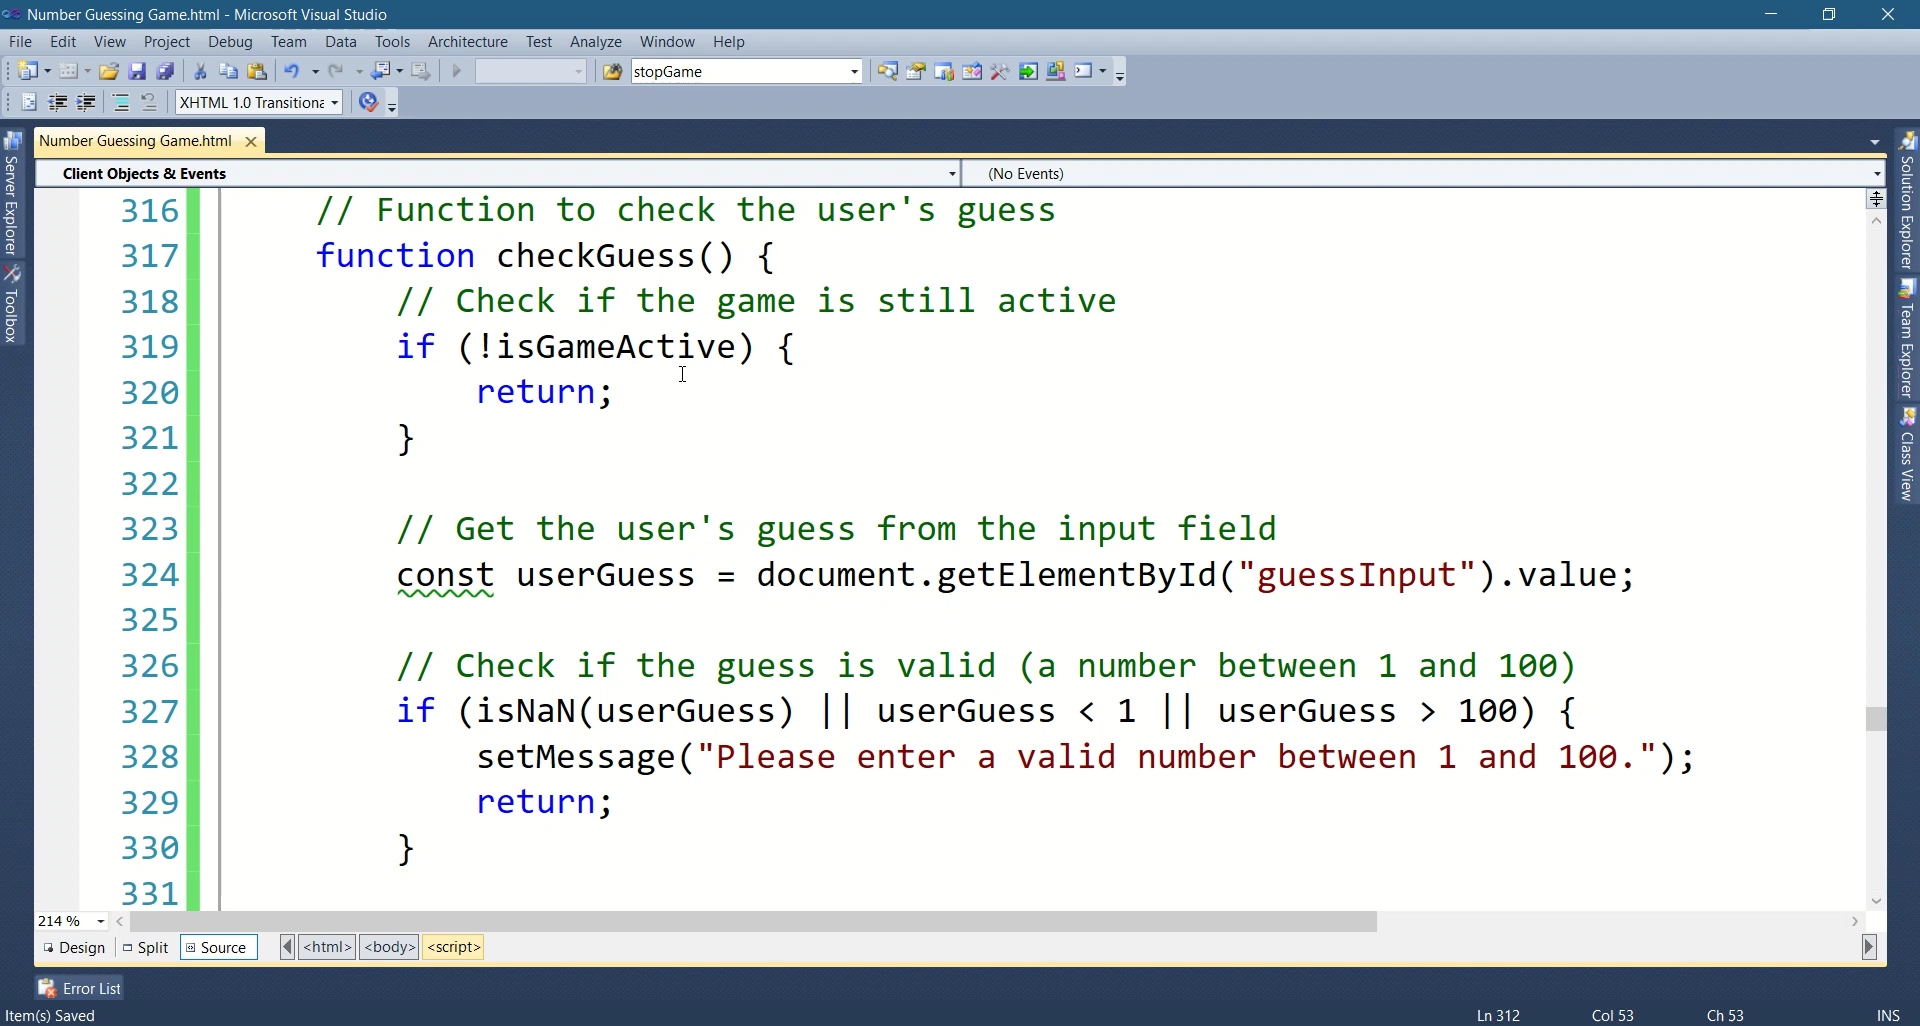 Number Guessing Game.html - Microsoft Visual Studio
File Edit View Project Debug Team Data Tools Architecture Test Analyze Window Help
stopGame
XHTML 1.0 Transitiona
Number Guessing Game.html
Client Objects & Events (No Events)
Server Explorer
Toolbox
316 // Function to check the user's guess
317 function checkGuess() {
318 // Check if the game is still active
319 if (!isGameActive) {
320 return;
321 }
322
323 // Get the user's guess from the input field
324 const userGuess = document.getElementById("guessInput").value;
325
326 // Check if the guess is valid (a number between 1 and 100)
327 if (isNaN(userGuess) || userGuess < 1 || userGuess > 100) {
328 setMessage("Please enter a valid number between 1 and 100.");
329 return;
330 }
331
Solution Explorer
Team Explorer
Class View
214 %
Design Split Source <html> <body> <script>
Error List
Item(s) Saved Ln 312 Col 53 Ch 53 INS